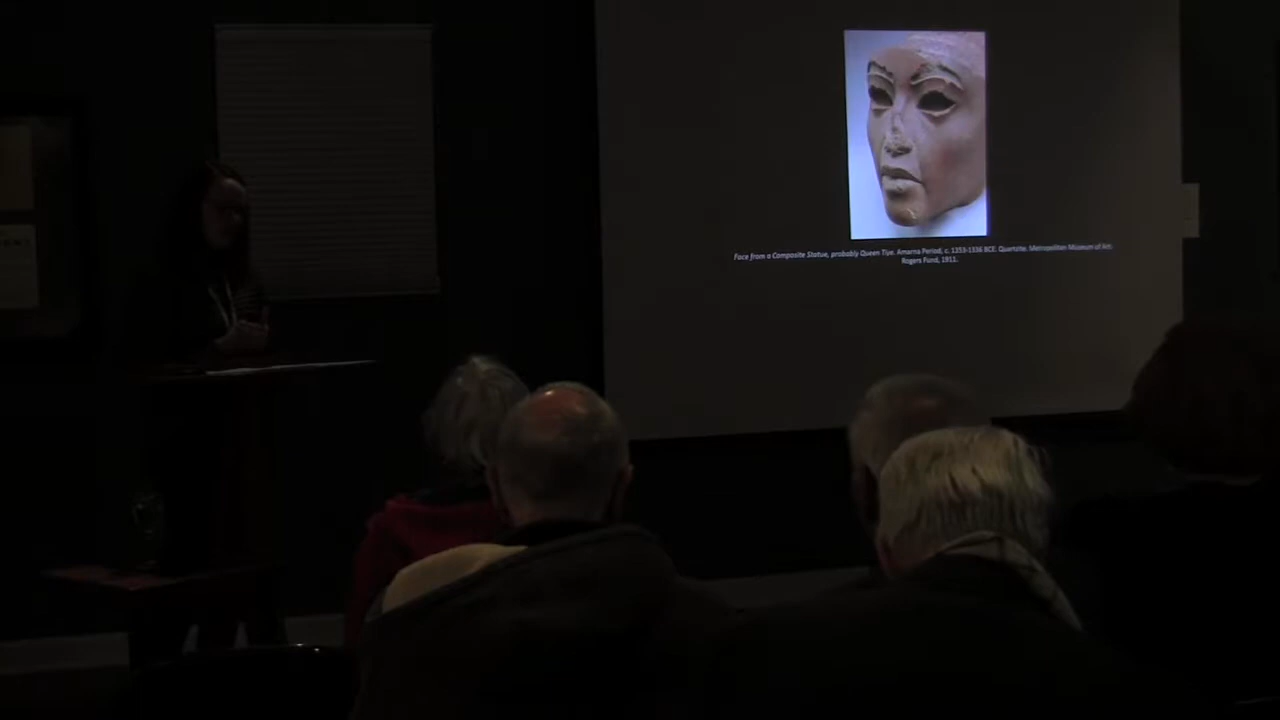 Face from a Composite Statue, probably Queen Tiye. Amarna Period, c. 1353-1336 BCE. Quartzite. Metropolitan Museum of Art.
Rogers Fund, 1911.